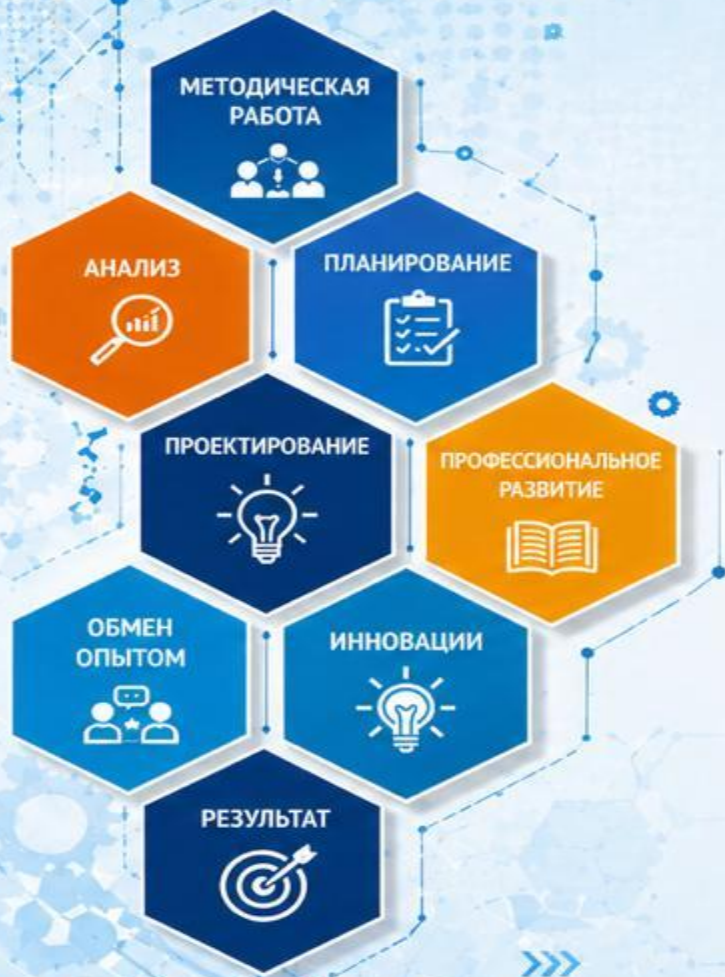 МЕТОДИЧЕСКАЯ
РАБОТА
АНАЛИЗ
ПЛАНИРОВАНИЕ
ПРОЕКТИРОВАНИЕ
ПРОФЕССИОНАЛЬНОЕ
РАЗВИТИЕ
ОБМЕН
ОПЫТОМ
ИННОВАЦИИ
РЕЗУЛЬТАТ